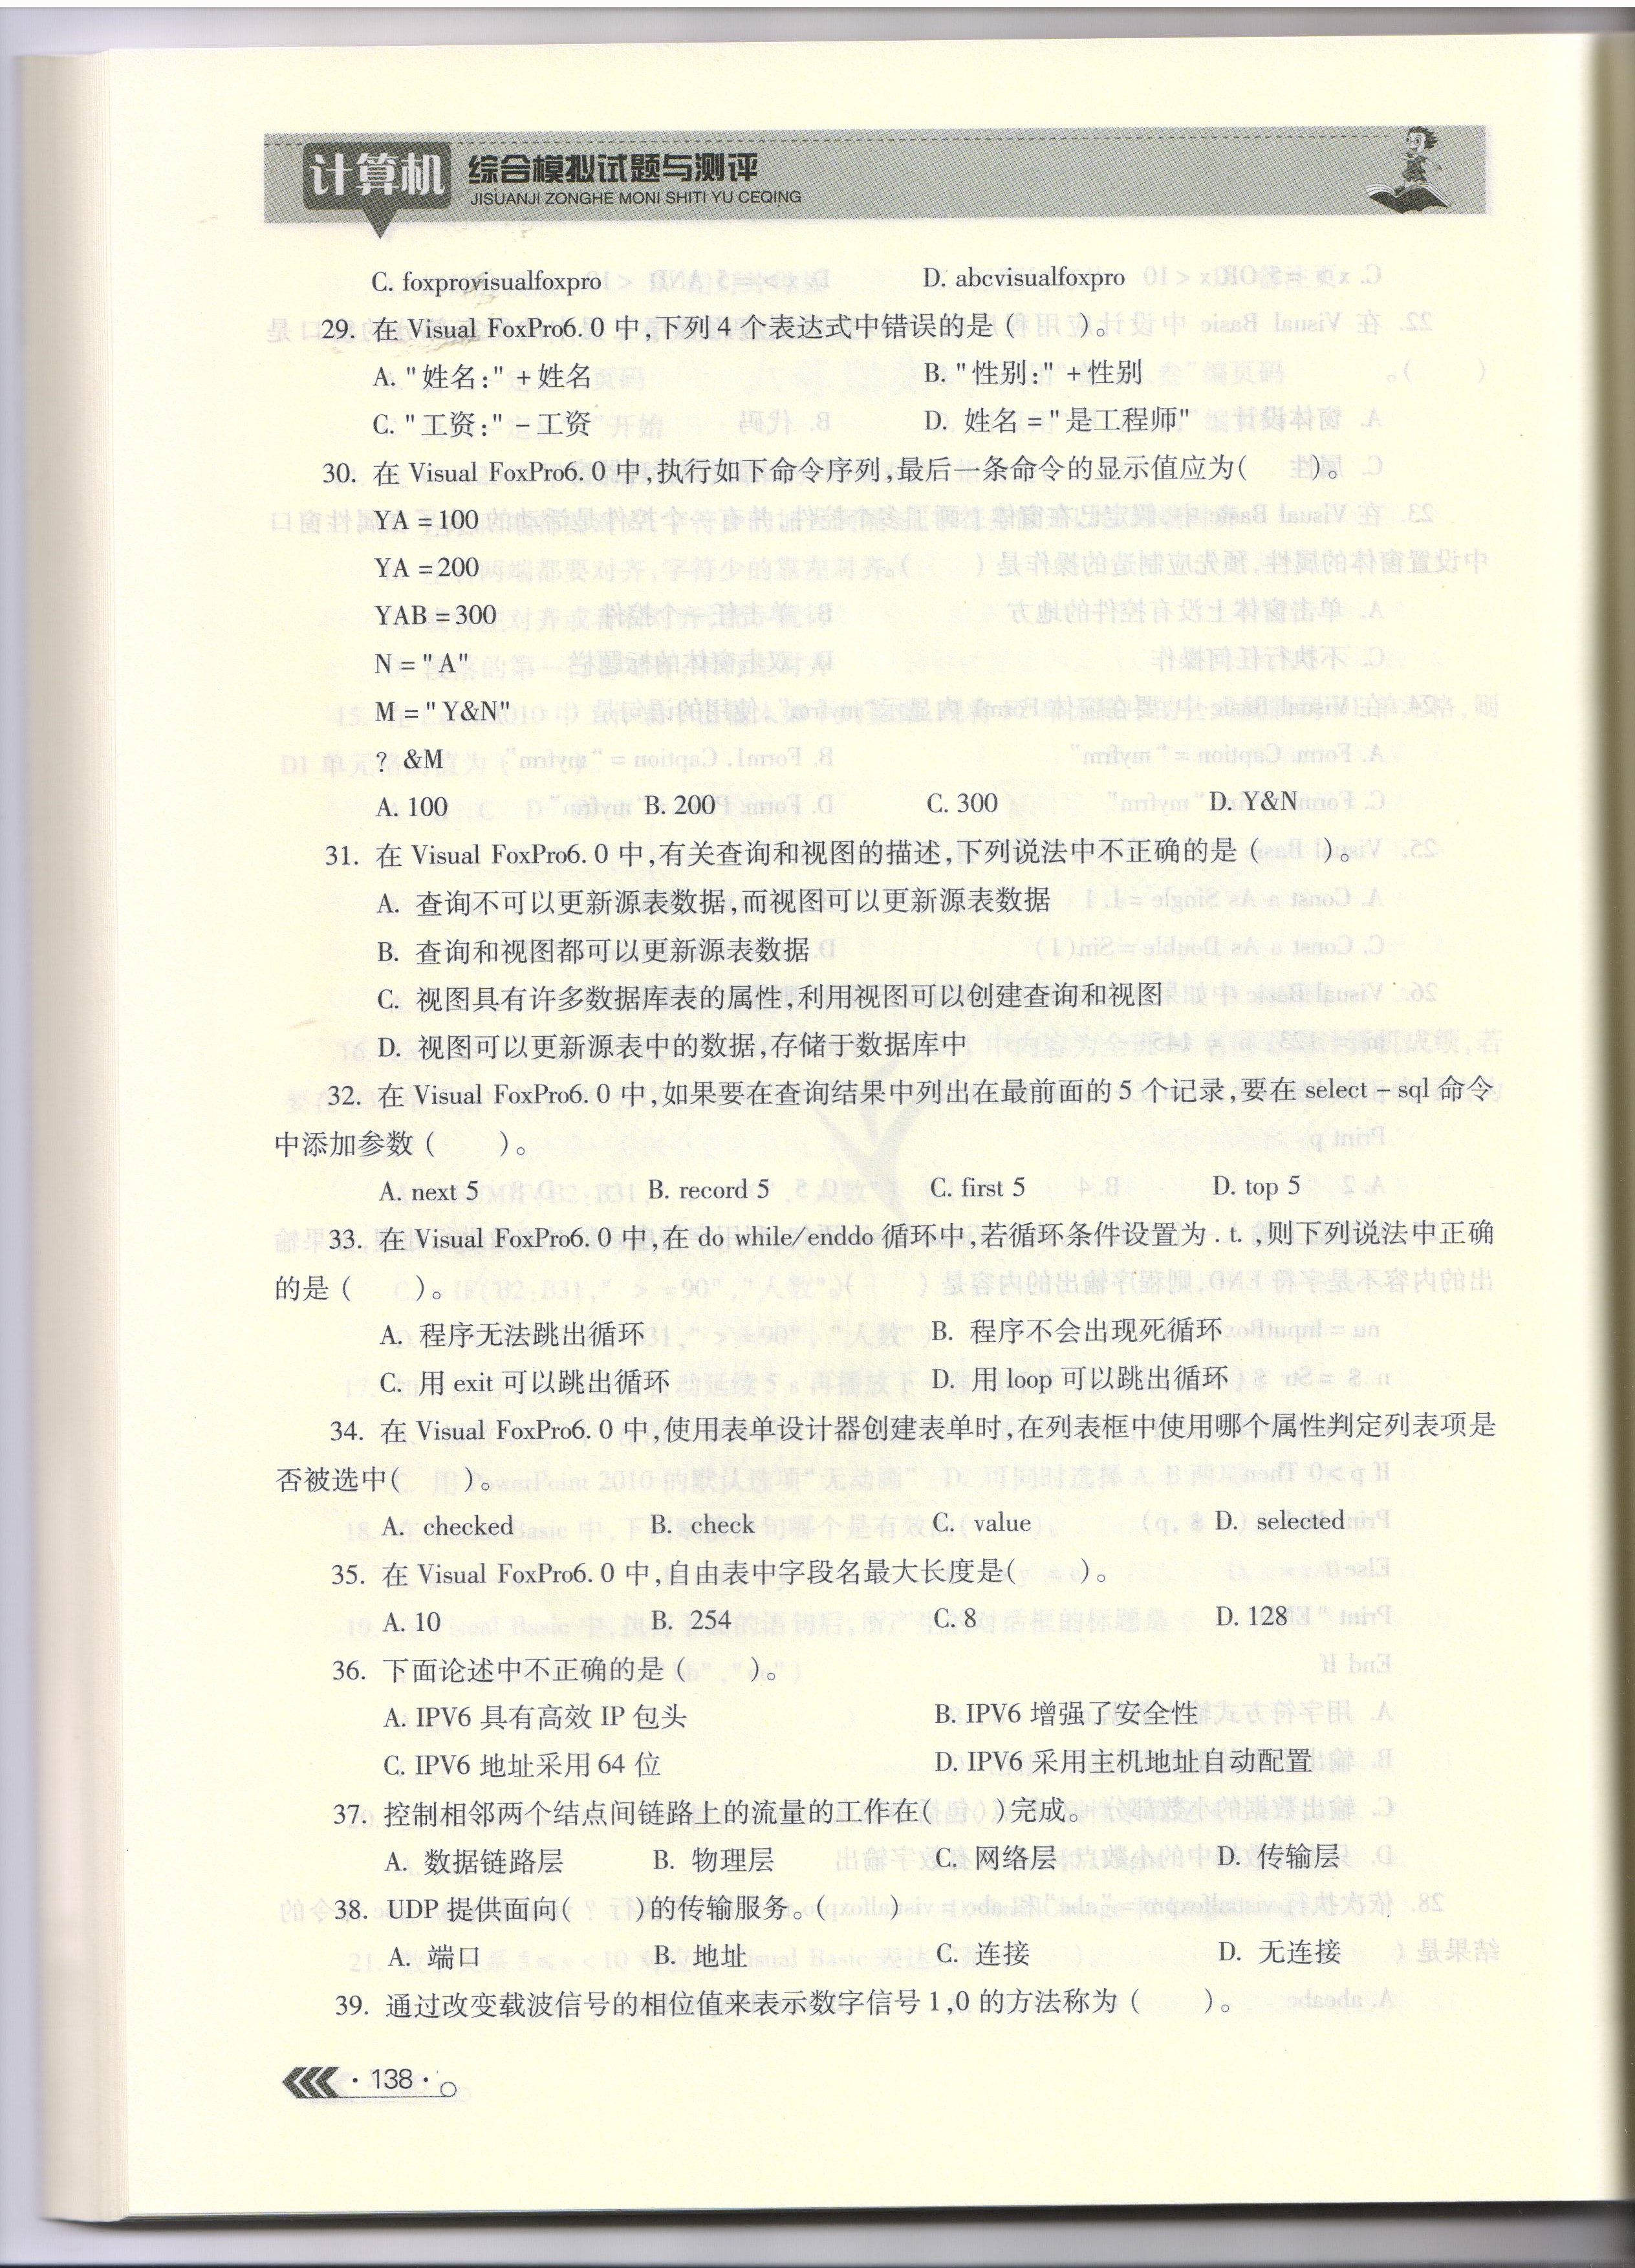 计算机 综合模拟试题与测评
JISUANJI ZONGHE MONI SHITI YU CEQING
C. foxprovisualfoxpro D. abcvisualfoxpro
29. 在 Visual FoxPro6.0 中,下列 4 个表达式中错误的是( )。
A. "姓名:" + 姓名 B. "性别:" + 性别
C. "工资:" - 工资 D. 姓名 = "是工程师"
30. 在 Visual FoxPro6.0 中,执行如下命令序列,最后一条命令的显示值应为( )。
YA = 100
YA = 200
YAB = 300
N = "A"
M = "Y&N"
? &M
A. 100 B. 200 C. 300 D. Y&N
31. 在 Visual FoxPro6.0 中,有关查询和视图的描述,下列说法中不正确的是( )。
A. 查询不可以更新源表数据,而视图可以更新源表数据
B. 查询和视图都可以更新源表数据
C. 视图具有许多数据库表的属性,利用视图可以创建查询和视图
D. 视图可以更新源表中的数据,存储于数据库中
32. 在 Visual FoxPro6.0 中,如果要在查询结果中列出在最前面的 5 个记录,要在 select - sql 命令
中添加参数( )。
A. next 5 B. record 5 C. first 5 D. top 5
33. 在 Visual FoxPro6.0 中,在 do while/enddo 循环中,若循环条件设置为 .t. ,则下列说法中正确
的是( )。
A. 程序无法跳出循环 B. 程序不会出现死循环
C. 用 exit 可以跳出循环 D. 用 loop 可以跳出循环
34. 在 Visual FoxPro6.0 中,使用表单设计器创建表单时,在列表框中使用哪个属性判定列表项是
否被选中( )。
A. checked B. check C. value D. selected
35. 在 Visual FoxPro6.0 中,自由表中字段名最大长度是( )。
A. 10 B. 254 C. 8 D. 128
36. 下面论述中不正确的是( )。
A. IPV6 具有高效 IP 包头 B. IPV6 增强了安全性
C. IPV6 地址采用 64 位 D. IPV6 采用主机地址自动配置
37. 控制相邻两个结点间链路上的流量的工作在( )完成。
A. 数据链路层 B. 物理层 C. 网络层 D. 传输层
38. UDP 提供面向( )的传输服务。( )
A. 端口 B. 地址 C. 连接 D. 无连接
39. 通过改变载波信号的相位值来表示数字信号 1,0 的方法称为( )。
· 138 ·